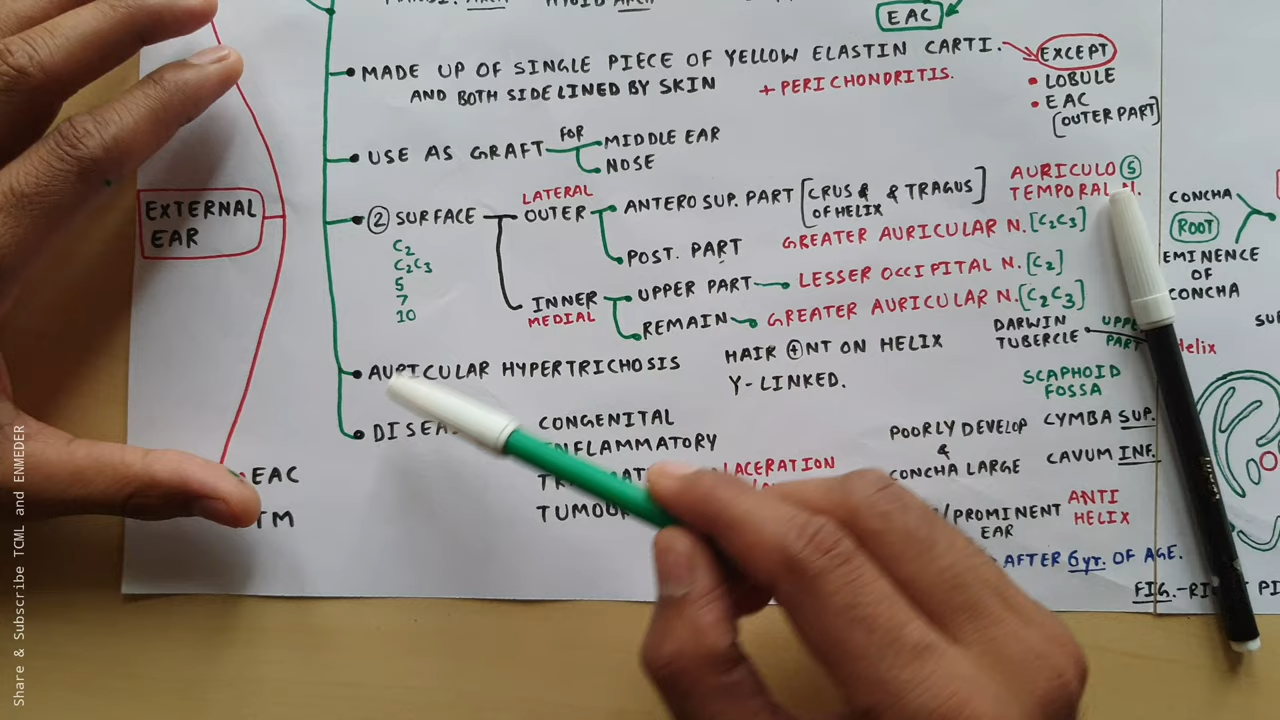 EAC
MADE UP OF SINGLE PIECE OF YELLOW ELASTIN CARTI.
AND BOTH SIDE LINED BY SKIN + PERICHONDRITIS.
EXCEPT
• LOBULE
• EAC
[OUTER PART]
USE AS GRAFT FOR MIDDLE EAR
NOSE
EXTERNAL
EAR
② SURFACE
C2
C2C3
5
7
10
LATERAL
OUTER
ANTERO SUP. PART [CRUS & & TRAGUS]
OF HELIX
AURICULO ⑤
TEMPORAL N.
POST. PART GREATER AURICULAR N. [C2C3]
INNER
MEDIAL
UPPER PART LESSER OCCIPITAL N. [C2]
REMAIN GREATER AURICULAR N. [C2C3]
AURICULAR HYPERTRICHOSIS HAIR ⊕NT ON HELIX
Y-LINKED.
CONGENITAL
TUMOU
LACERATION
EAC
TM
DARWIN
TUBERCLE
UPPE
PART
SCAPHOID
FOSSA
POORLY DEVELOP
&
CONCHA LARGE
CYMBA SUP.
CAVUM INF.
/PROMINENT
EAR
ANTI
HELIX
AFTER 6yr. OF AGE.
CONCHA
ROOT
EMINENCE
OF
CONCHA
Helix
FIG.-RI
Share & Subscribe TCML and ENMEDER